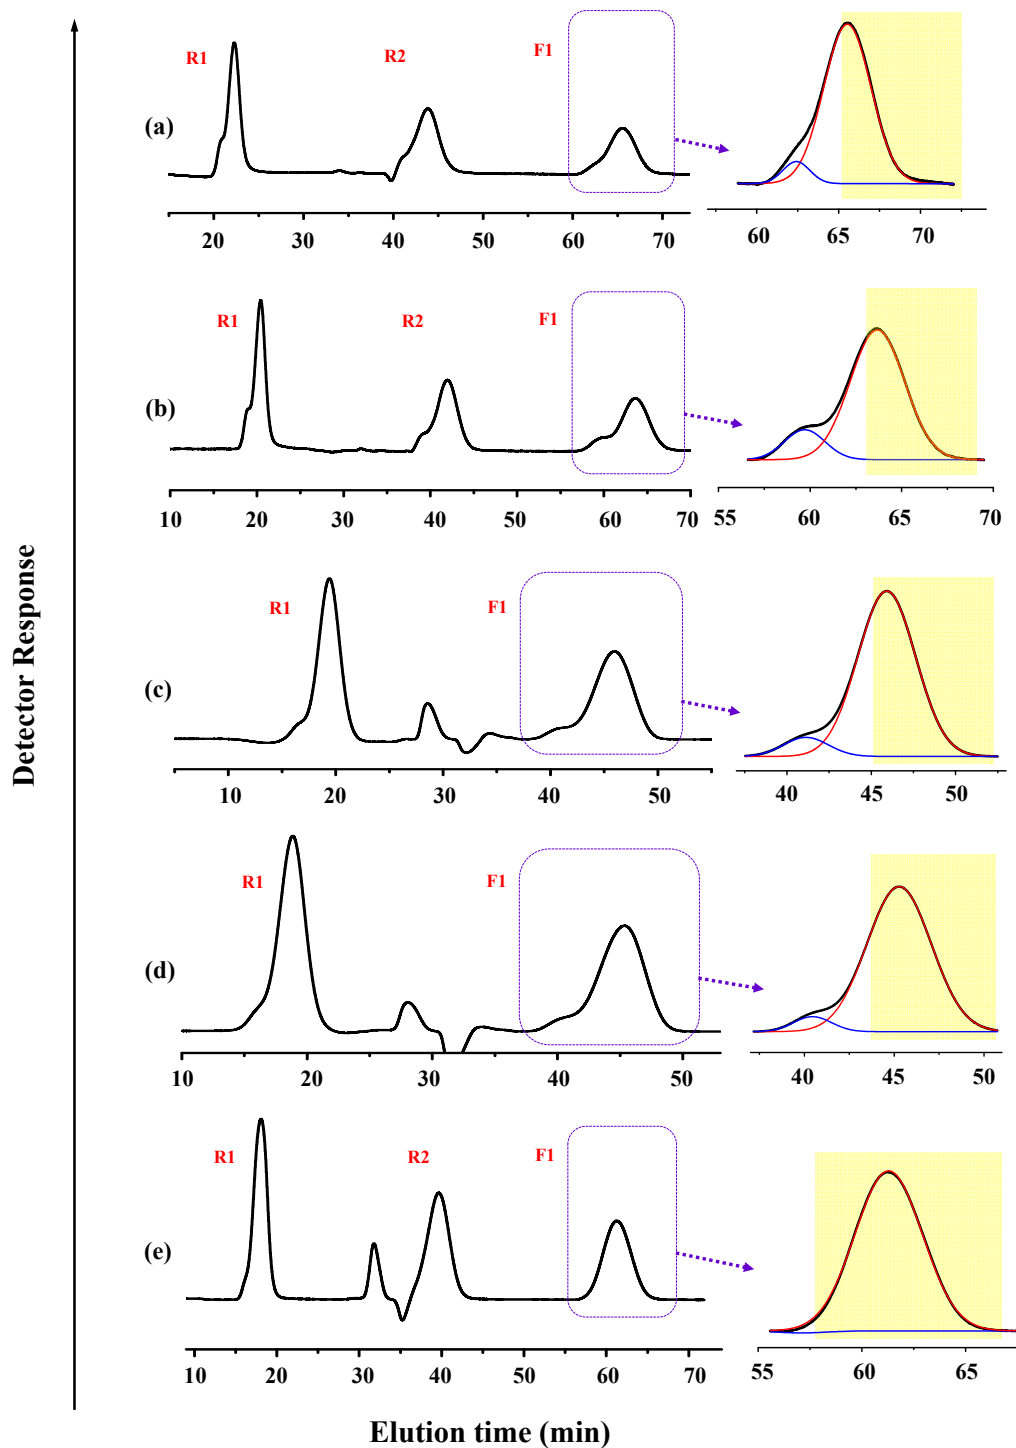 R1 R2 F1
(a)
20 30 40 50 60 70
60 65 70
R1 R2 F1
(b)
10 20 30 40 50 60 70
55 60 65 70
R1 F1
(c)
10 20 30 40 50
40 45 50
R1 F1
(d)
10 20 30 40 50
40 45 50
R1 R2 F1
(e)
10 20 30 40 50 60 70
55 60 65
Detector Response
Elution time (min)